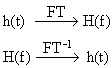 h(t) —FT→ H(f)
H(f) —FT⁻¹→ h(t)